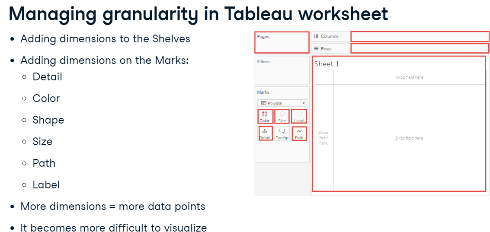 Managing granularity in Tableau worksheet
Adding dimensions to the Shelves
Adding dimensions on the Marks:
Detail
Color
Shape
Size
Path
Label
More dimensions = more data points
It becomes more difficult to visualize
Pages
Columns
Rows
Filters
Sheet 1
Drop field here
Marks
Polygon
Color
Size
Label
Detail
Tooltip
Path
Drop
field
here
Drop field here